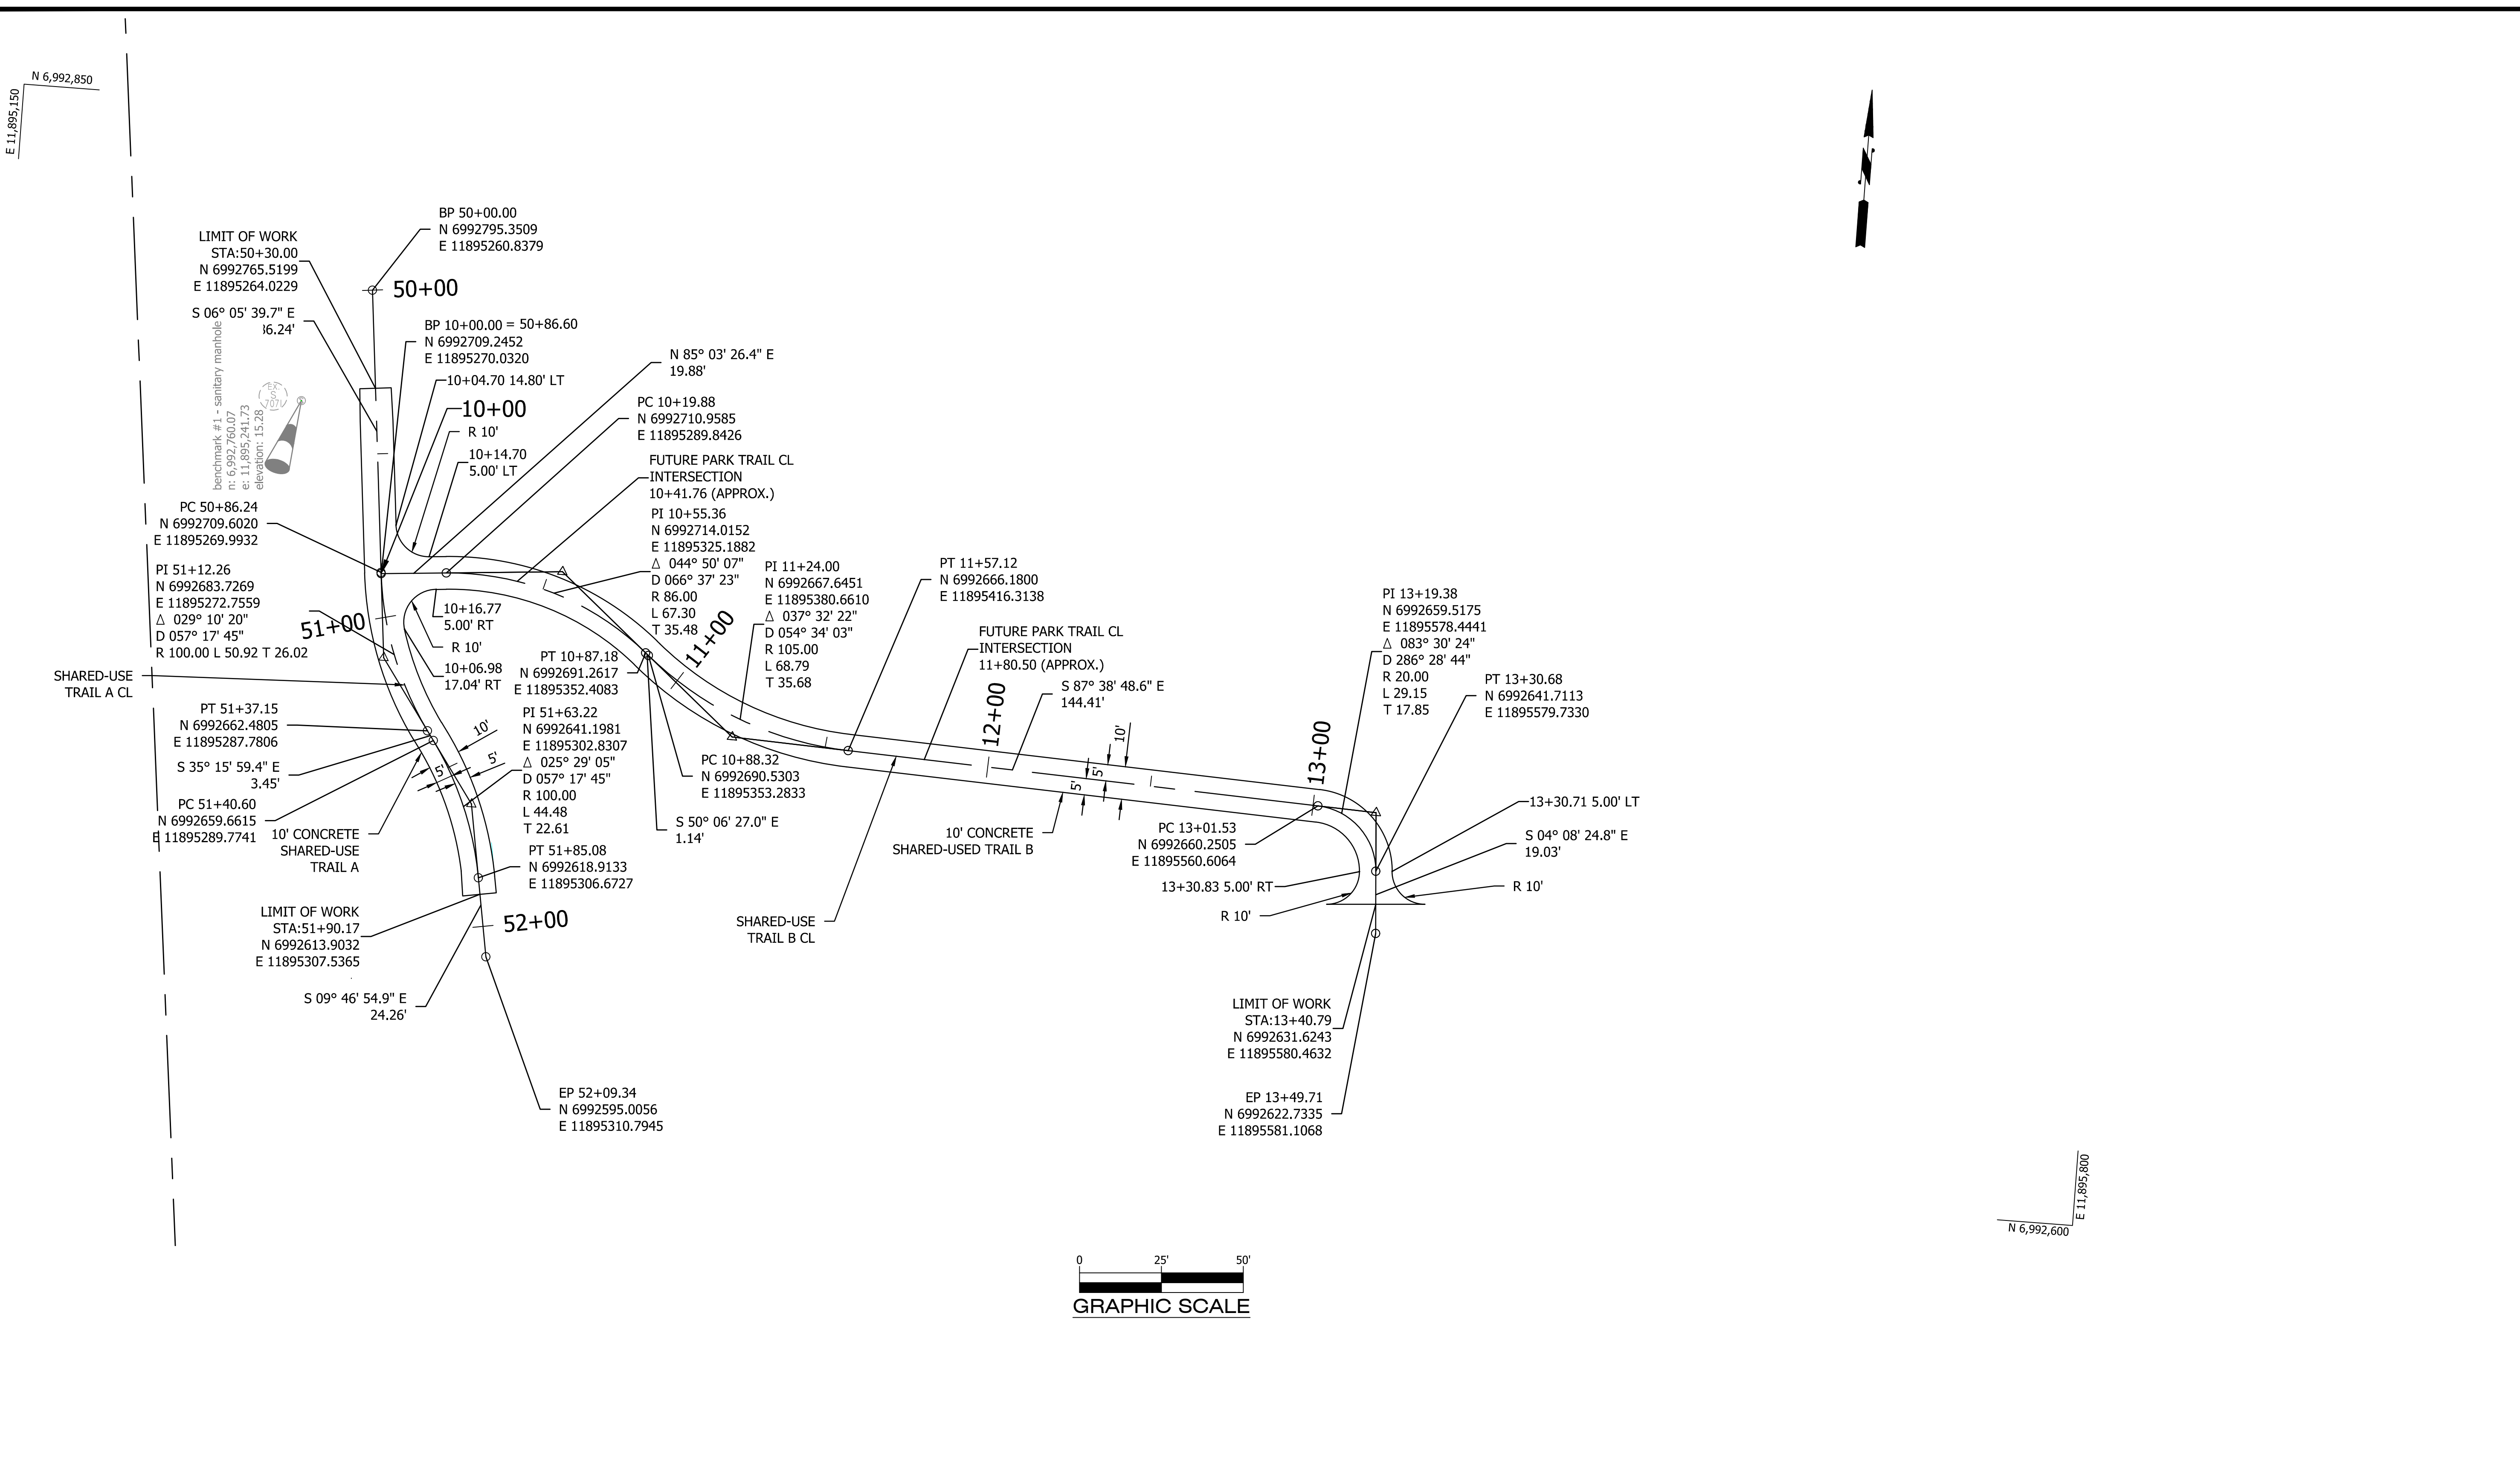 N 6,992,850
E 11,895,150
BP 50+00.00
N 6992795.3509
E 11895260.8379
LIMIT OF WORK
STA:50+30.00
N 6992765.5199
E 11895264.0229
50+00
S 06° 05' 39.7" E
36.24'
BP 10+00.00 = 50+86.60
N 6992709.2452
E 11895270.0320
benchmark #1 - sanitary manhole
n: 6,992,760.07
e: 11,895,241.73
elevation: 15.28
EX
S
707
10+04.70 14.80' LT
10+00
R 10'
10+14.70
5.00' LT
N 85° 03' 26.4" E
19.88'
PC 10+19.88
N 6992710.9585
E 11895289.8426
FUTURE PARK TRAIL CL
INTERSECTION
10+41.76 (APPROX.)
PI 10+55.36
N 6992714.0152
E 11895325.1882
Δ 044° 50' 07"
D 066° 37' 23"
R 86.00
L 67.30
T 35.48
PC 50+86.24
N 6992709.6020
E 11895269.9932
PI 51+12.26
N 6992683.7269
E 11895272.7559
Δ 029° 10' 20"
D 057° 17' 45"
R 100.00 L 50.92 T 26.02
51+00
10+16.77
5.00' RT
R 10'
10+06.98
17.04' RT
11+00
PI 11+24.00
N 6992667.6451
E 11895380.6610
Δ 037° 32' 22"
D 054° 34' 03"
R 105.00
L 68.79
T 35.68
PT 11+57.12
N 6992666.1800
E 11895416.3138
FUTURE PARK TRAIL CL
INTERSECTION
11+80.50 (APPROX.)
S 87° 38' 48.6" E
144.41'
12+00
PI 13+19.38
N 6992659.5175
E 11895578.4441
Δ 083° 30' 24"
D 286° 28' 44"
R 20.00
L 29.15
T 17.85
PT 13+30.68
N 6992641.7113
E 11895579.7330
SHARED-USE
TRAIL A CL
PT 10+87.18
N 6992691.2617
E 11895352.4083
PT 51+37.15
N 6992662.4805
E 11895287.7806
S 35° 15' 59.4" E
3.45'
PC 51+40.60
N 6992659.6615
E 11895289.7741
10'
5'
5'
PI 51+63.22
N 6992641.1981
E 11895302.8307
Δ 025° 29' 05"
D 057° 17' 45"
R 100.00
L 44.48
T 22.61
PC 10+88.32
N 6992690.5303
E 11895353.2833
S 50° 06' 27.0" E
1.14'
10' CONCRETE
SHARED-USE
TRAIL A
PT 51+85.08
N 6992618.9133
E 11895306.6727
10'
5'
5'
13+00
10' CONCRETE
SHARED-USED TRAIL B
PC 13+01.53
N 6992660.2505
E 11895560.6064
13+30.71 5.00' LT
S 04° 08' 24.8" E
19.03'
R 10'
13+30.83 5.00' RT
R 10'
LIMIT OF WORK
STA:51+90.17
N 6992613.9032
E 11895307.5365
52+00
SHARED-USE
TRAIL B CL
S 09° 46' 54.9" E
24.26'
LIMIT OF WORK
STA:13+40.79
N 6992631.6243
E 11895580.4632
EP 52+09.34
N 6992595.0056
E 11895310.7945
EP 13+49.71
N 6992622.7335
E 11895581.1068
E 11,895,800
N 6,992,600
0 25' 50'
GRAPHIC SCALE
N